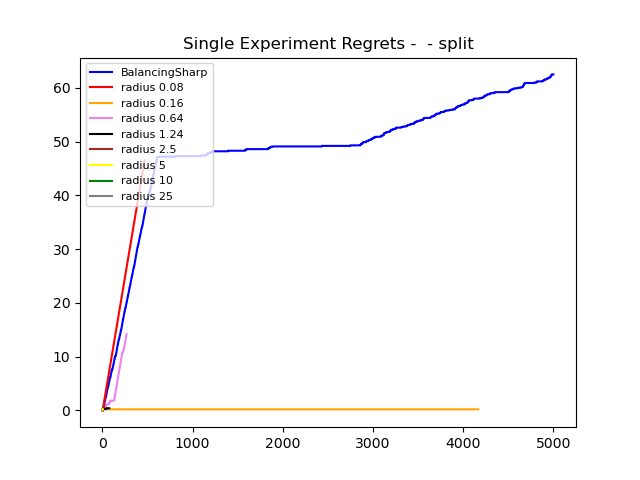 Single Experiment Regrets -  - split
BalancingSharp
radius 0.08
radius 0.16
radius 0.64
radius 1.24
radius 2.5
radius 5
radius 10
radius 25
60
50
40
30
20
10
0
0 1000 2000 3000 4000 5000